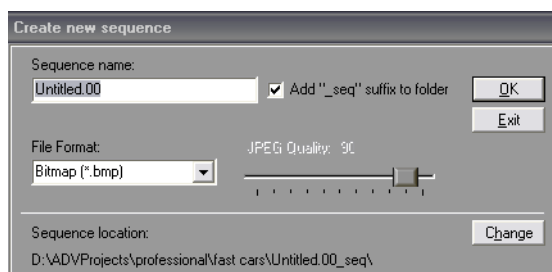 Create new sequence
Sequence name:
Untitled.00
Add "_seq" suffix to folder
OK
Exit
File Format:
JPEG Quality: 90
Bitmap (*.bmp)
Sequence location:
Change
D:\ADVProjects\professional\fast cars\Untitled.00_seq\